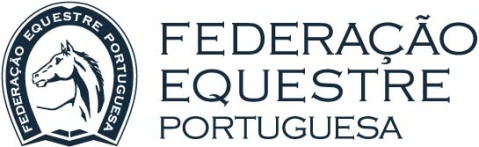 FEDERAÇÃO EQUESTRE PORTUGUESA
FEDERAÇÃO
EQUESTRE
PORTUGUESA